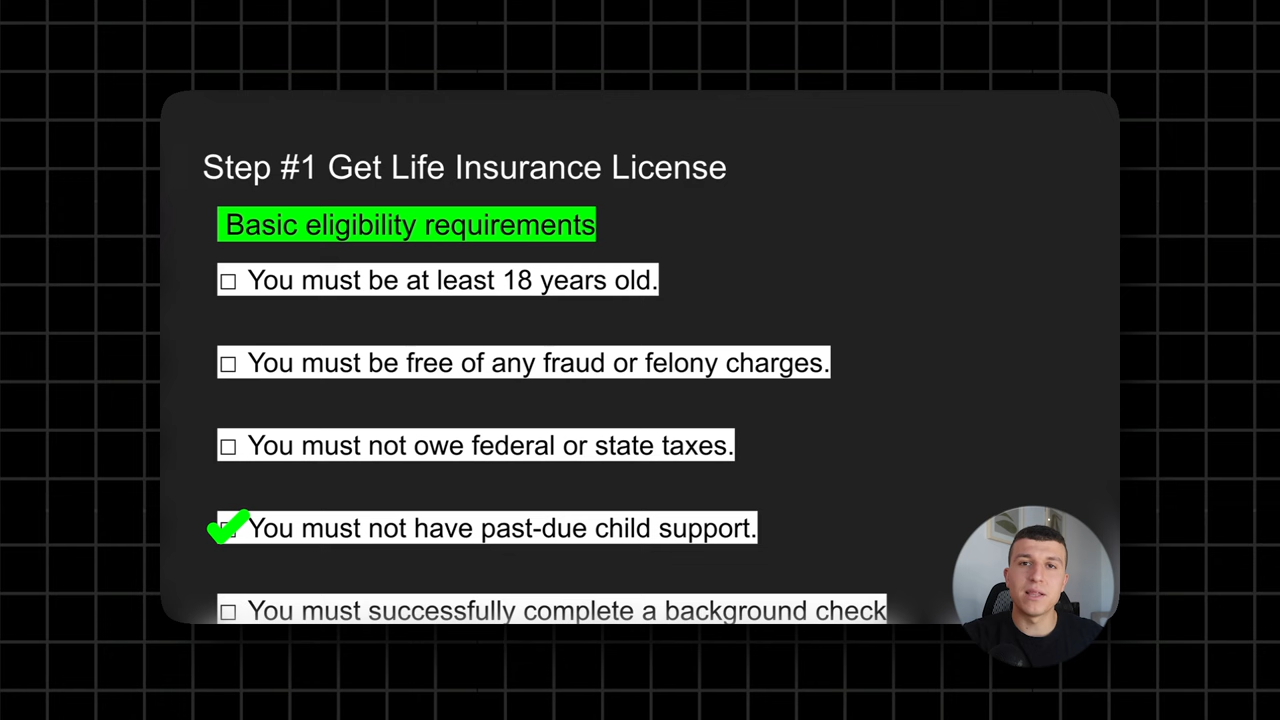 Step #1 Get Life Insurance License
Basic eligibility requirements
☐ You must be at least 18 years old.
☐ You must be free of any fraud or felony charges.
☐ You must not owe federal or state taxes.
☐ You must not have past-due child support.
☐ You must successfully complete a background check